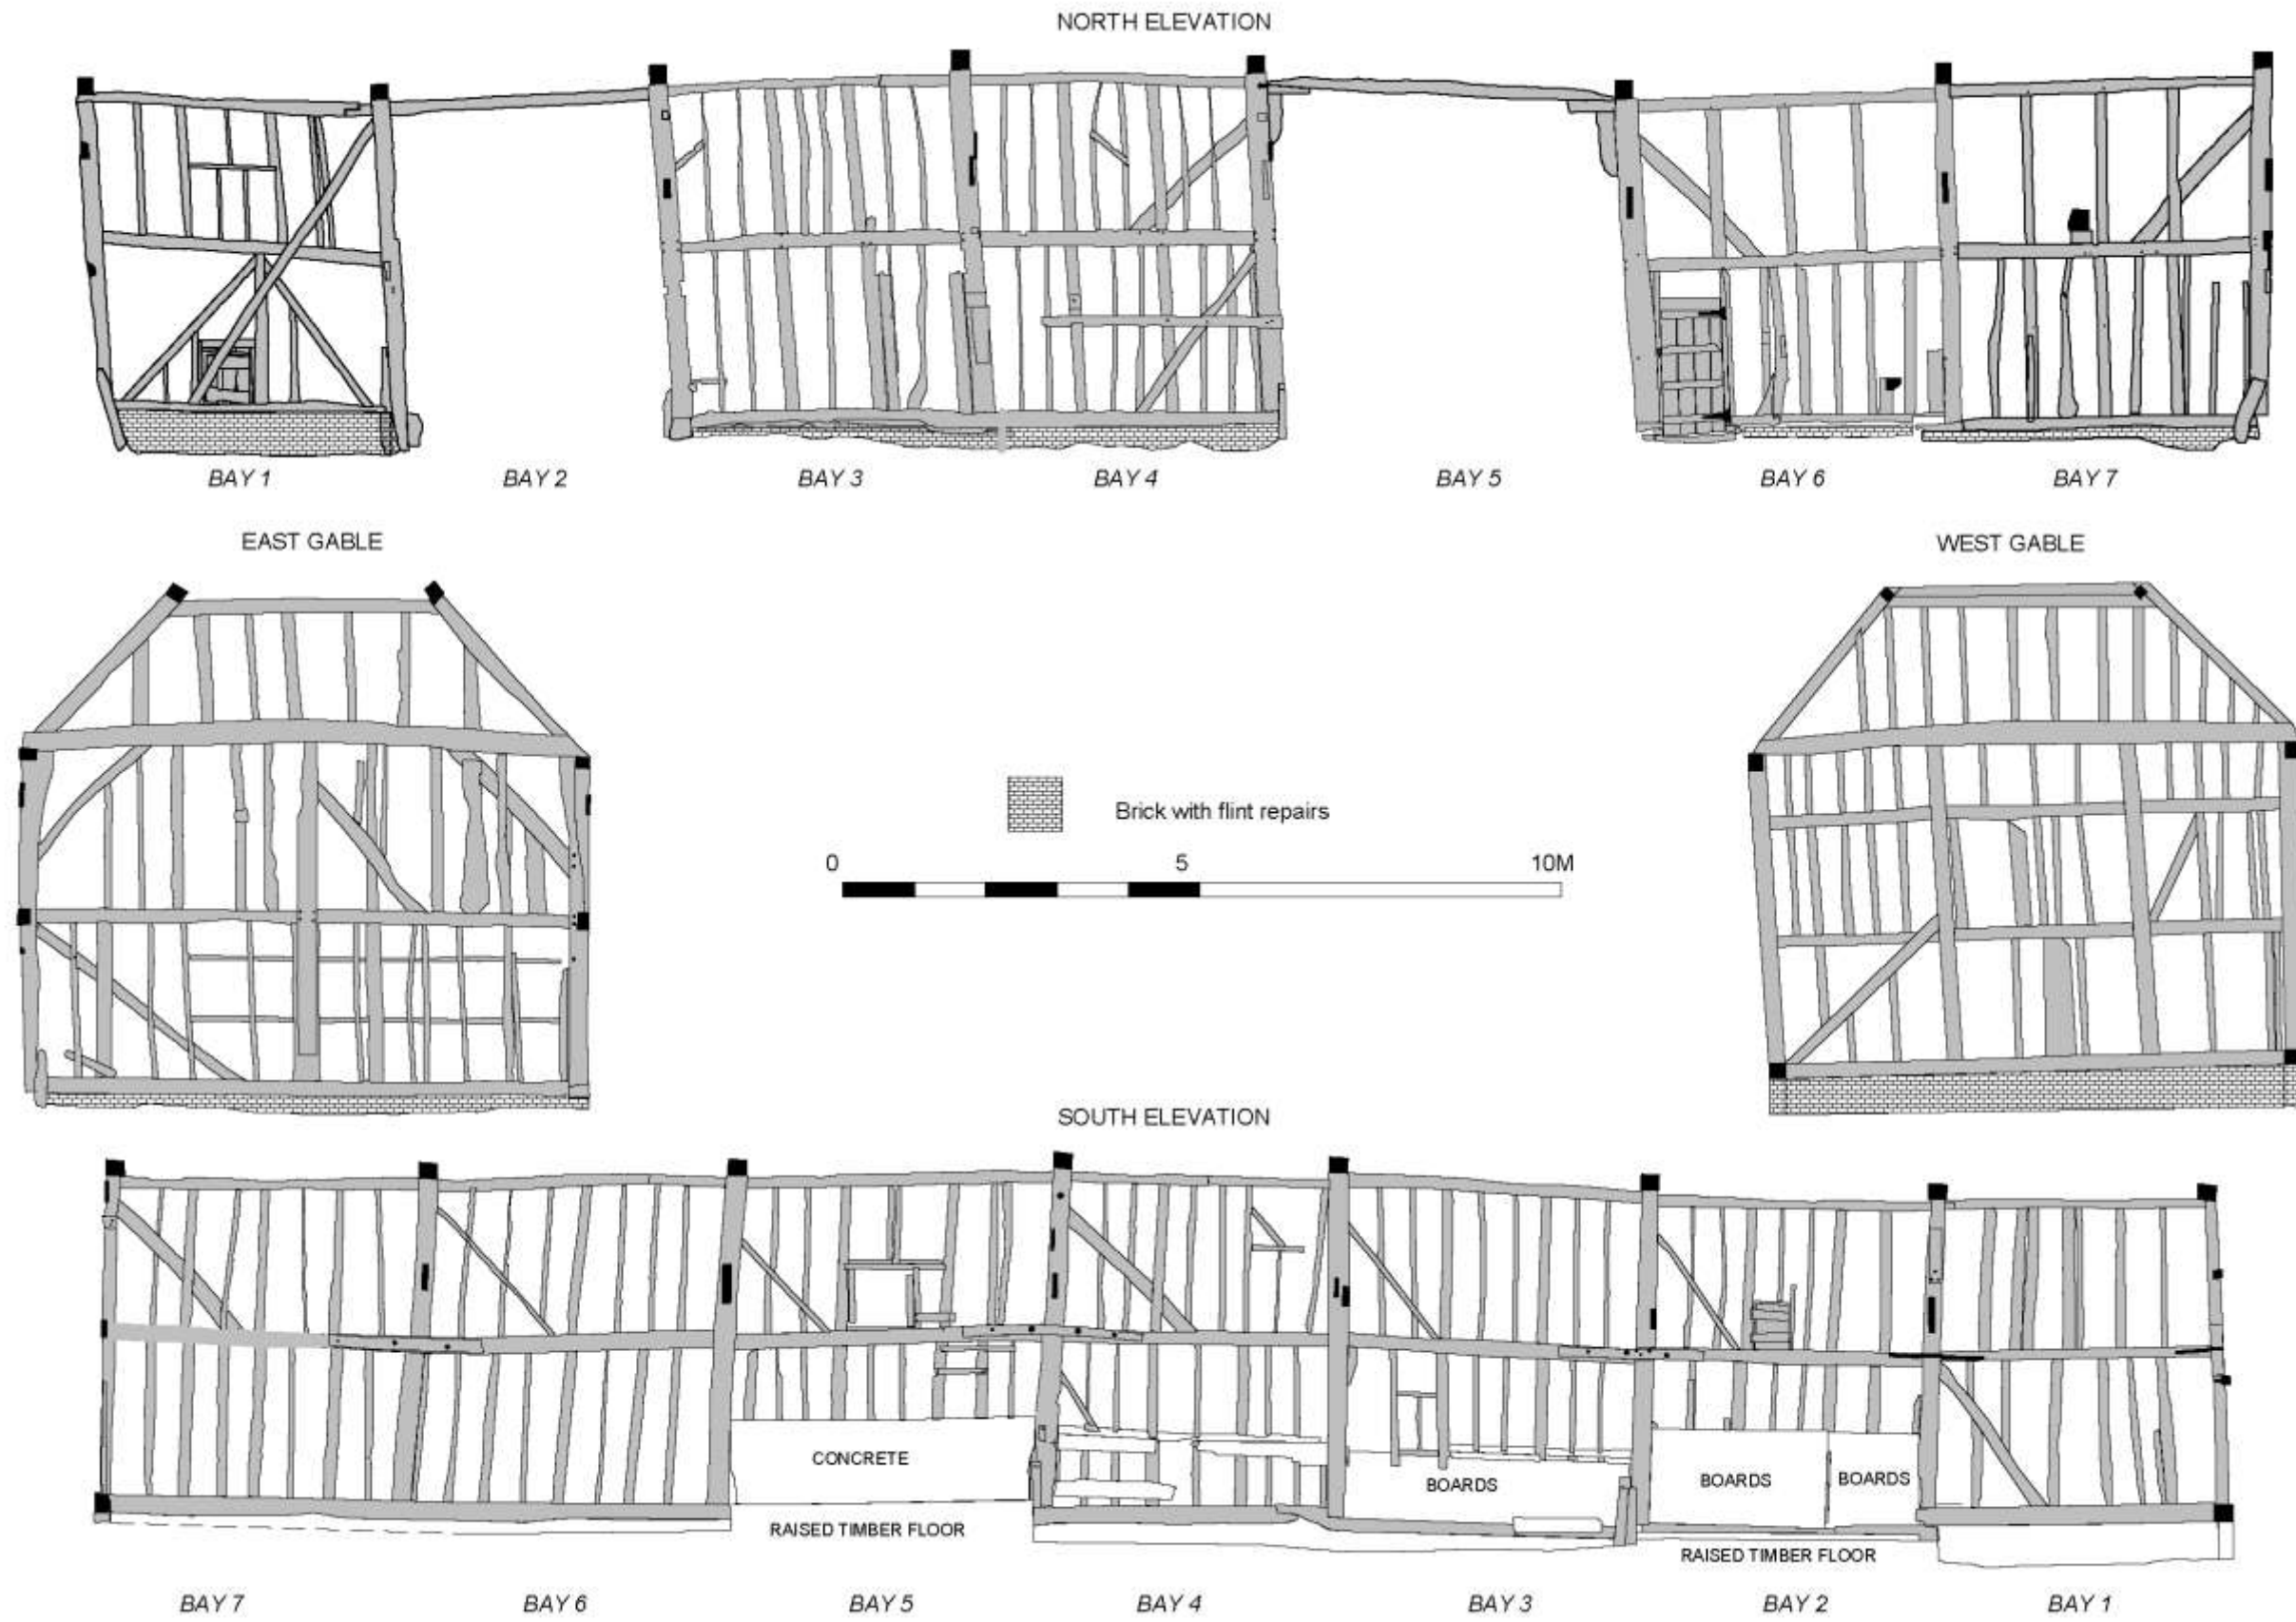 NORTH ELEVATION
BAY 1 BAY 2 BAY 3 BAY 4 BAY 5 BAY 6 BAY 7
EAST GABLE
WEST GABLE
Brick with flint repairs
0 5 10M
SOUTH ELEVATION
CONCRETE
BOARDS
BOARDS
BOARDS
RAISED TIMBER FLOOR
RAISED TIMBER FLOOR
BAY 7 BAY 6 BAY 5 BAY 4 BAY 3 BAY 2 BAY 1